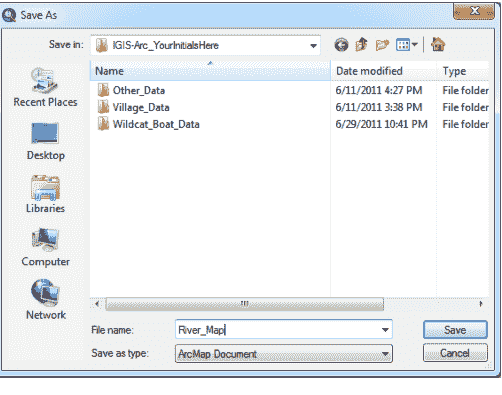 Save As
Save in: IGIS-Arc_YourInitialsHere
Name Date modified Type
Other_Data 6/11/2011 4:27 PM File folder
Village_Data 6/11/2011 3:38 PM File folder
Wildcat_Boat_Data 6/29/2011 10:41 PM File folder
Recent Places
Desktop
Libraries
Computer
Network
File name: River_Map Save
Save as type: ArcMap Document Cancel